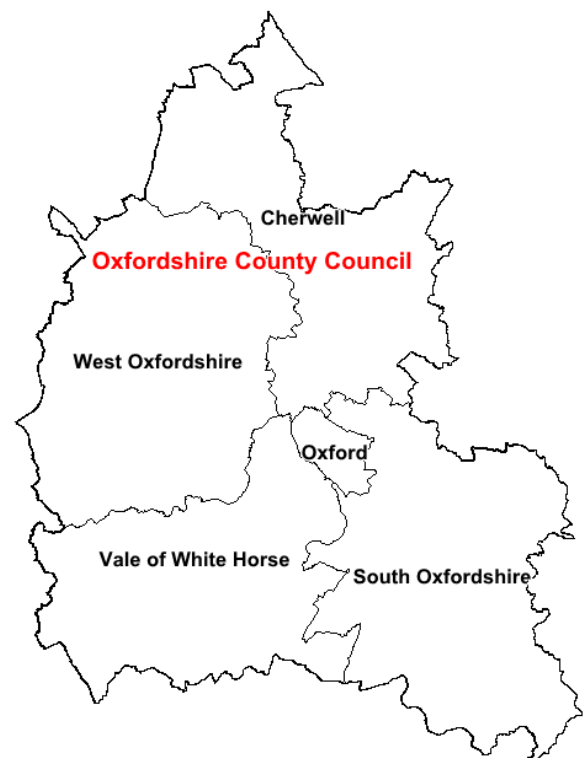 Cherwell
Oxfordshire County Council
West Oxfordshire
Oxford
Vale of White Horse
South Oxfordshire